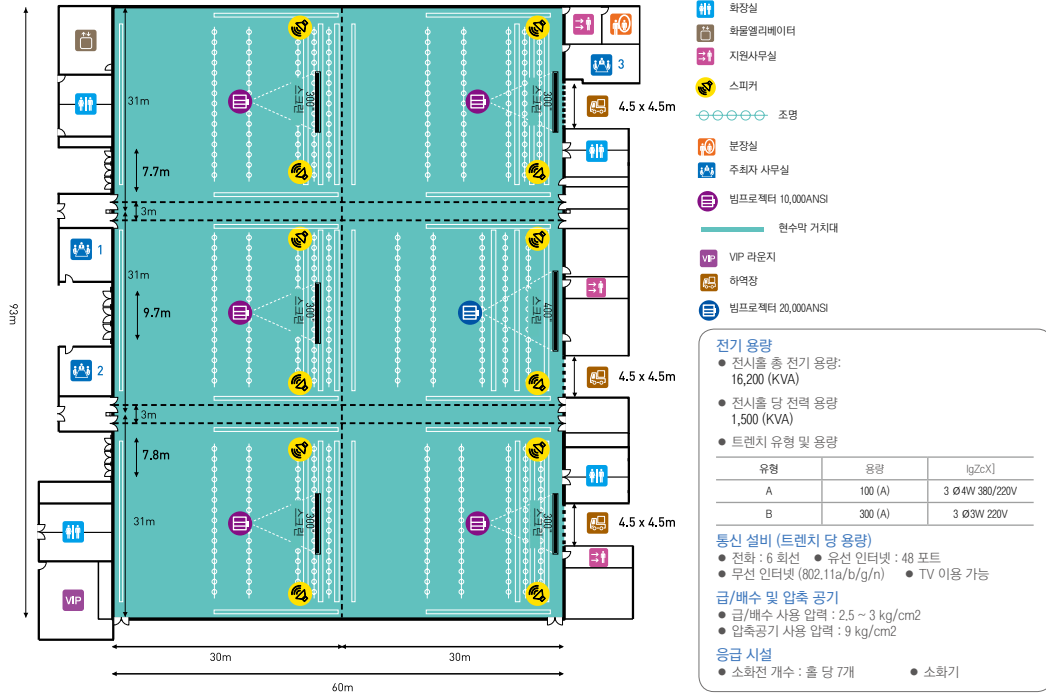 93m
31m
7.7m
3m
31m
9.7m
3m
7.8m
31m
1
2
VIP
300" 스크린
300" 스크린
300" 스크린
400" 스크린
300" 스크린
300" 스크린
3
4.5 x 4.5m
4.5 x 4.5m
4.5 x 4.5m
30m
30m
60m
화장실
화물엘리베이터
지원사무실
스피커
조명
분장실
주최자 사무실
빔프로젝터 10,000ANSI
현수막 거치대
VIP VIP 라운지
하역장
빔프로젝터 20,000ANSI
전기 용량
● 전시홀 총 전기 용량:
16,200 (KVA)
● 전시홀 당 전력 용량
1,500 (KVA)
● 트렌치 유형 및 용량
유형 용량 IgZcX]
A 100 (A) 3 Ø4W 380/220V
B 300 (A) 3 Ø3W 220V
통신 설비 (트렌치 당 용량)
● 전화 : 6 회선 ● 유선 인터넷 : 48 포트
● 무선 인터넷 (802.11a/b/g/n) ● TV 이용 가능
급/배수 및 압축 공기
● 급/배수 사용 압력 : 2.5 ~ 3 kg/cm2
● 압축공기 사용 압력 : 9 kg/cm2
응급 시설
● 소화전 개수 : 홀 당 7개 ● 소화기